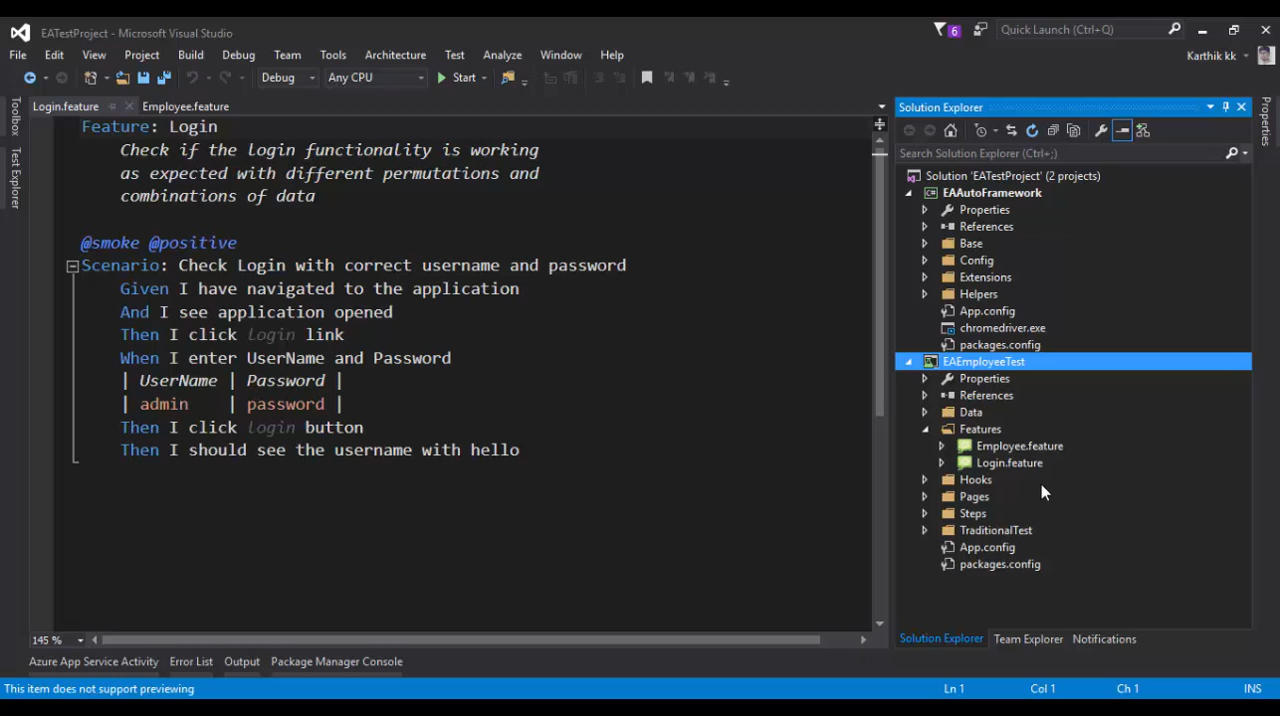 EATestProject - Microsoft Visual Studio
6
Quick Launch (Ctrl+Q)
File Edit View Project Build Debug Team Tools Architecture Test Analyze Window Help
Karthik kk
Debug Any CPU Start
Toolbox
Test Explorer
Login.feature Employee.feature
Feature: Login
Check if the login functionality is working
as expected with different permutations and
combinations of data
@smoke @positive
Scenario: Check Login with correct username and password
Given I have navigated to the application
And I see application opened
Then I click login link
When I enter UserName and Password
| UserName | Password |
| admin | password |
Then I click login button
Then I should see the username with hello
145 %
Solution Explorer
Search Solution Explorer (Ctrl+;)
Solution 'EATestProject' (2 projects)
EAAutoFramework
Properties
References
Base
Config
Extensions
Helpers
App.config
chromedriver.exe
packages.config
EAEmployeeTest
Properties
References
Data
Features
Employee.feature
Login.feature
Hooks
Pages
Steps
TraditionalTest
App.config
packages.config
Solution Explorer Team Explorer Notifications
Properties
Azure App Service Activity Error List Output Package Manager Console
This item does not support previewing Ln 1 Col 1 Ch 1 INS